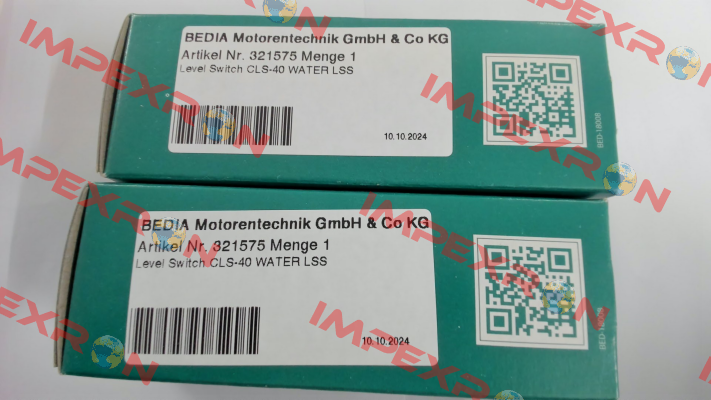 BEDIA Motorentechnik GmbH & Co KG
Artikel Nr. 321575 Menge 1
Level Switch CLS-40 WATER LSS
10.10.2024
BED-18008
BEDIA Motorentechnik GmbH & Co KG
Artikel Nr. 321575 Menge 1
Level Switch CLS-40 WATER LSS
10.10.2024
IMPEXRON
IMPEXRON
IMPEXRON
IMPEXRON